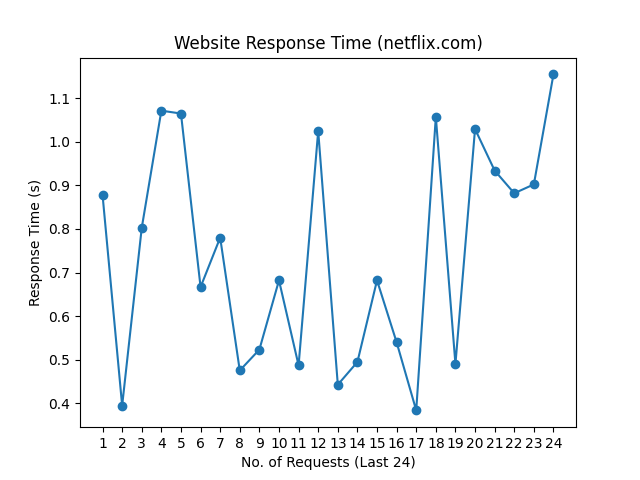 Website Response Time (netflix.com)
Response Time (s)
1.1
1.0
0.9
0.8
0.7
0.6
0.5
0.4
1 2 3 4 5 6 7 8 9 10 11 12 13 14 15 16 17 18 19 20 21 22 23 24
No. of Requests (Last 24)